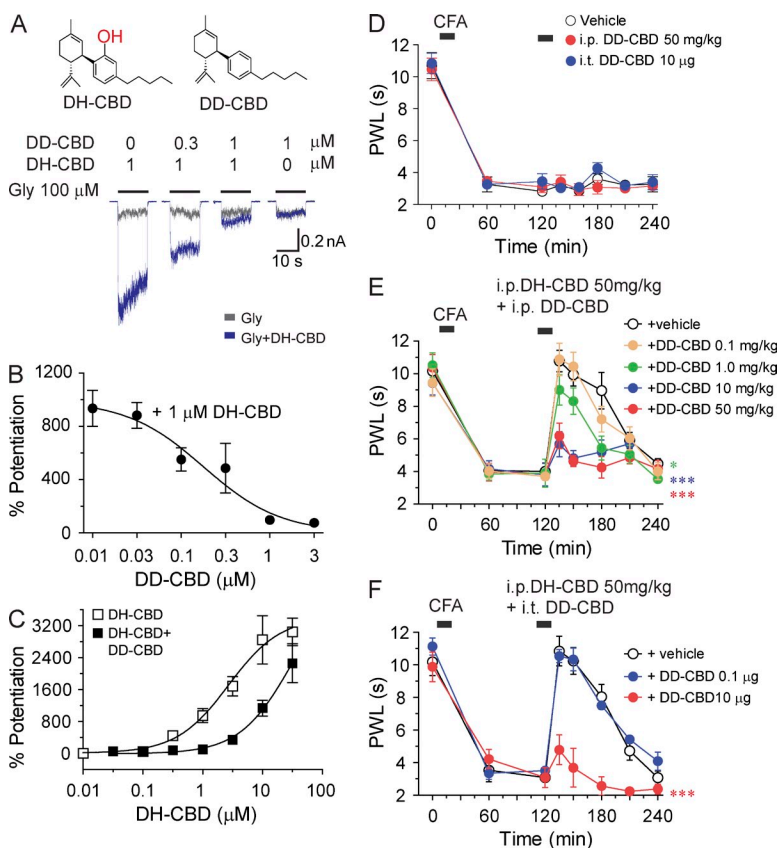 A
OH
DH-CBD
DD-CBD
DD-CBD 0 0.3 1 1 μM
DH-CBD 1 1 1 0 μM
Gly 100 μM
0.2 nA
10 s
Gly
Gly+DH-CBD
B
1200
800
400
0
% Potentiation
+ 1 μM DH-CBD
0.01 0.03 0.1 0.3 1 3
DD-CBD (μM)
C
DH-CBD
DH-CBD+
DD-CBD
3200
2400
1600
800
0
% Potentiation
0.01 0.1 1 10 100
DH-CBD (μM)
D
CFA
Vehicle
i.p. DD-CBD 50 mg/kg
i.t. DD-CBD 10 μg
12
10
8
6
4
2
PWL (s)
0 60 120 180 240
Time (min)
E
i.p.DH-CBD 50mg/kg
+ i.p. DD-CBD
CFA
+vehicle
+DD-CBD 0.1 mg/kg
+DD-CBD 1.0 mg/kg
+DD-CBD 10 mg/kg
+DD-CBD 50 mg/kg
12
10
8
6
4
2
PWL (s)
*
***
***
0 60 120 180 240
Time (min)
F
i.p.DH-CBD 50mg/kg
+ i.t. DD-CBD
CFA
+ vehicle
+ DD-CBD 0.1 μg
+ DD-CBD10 μg
12
10
8
6
4
2
PWL (s)
***
0 60 120 180 240
Time (min)